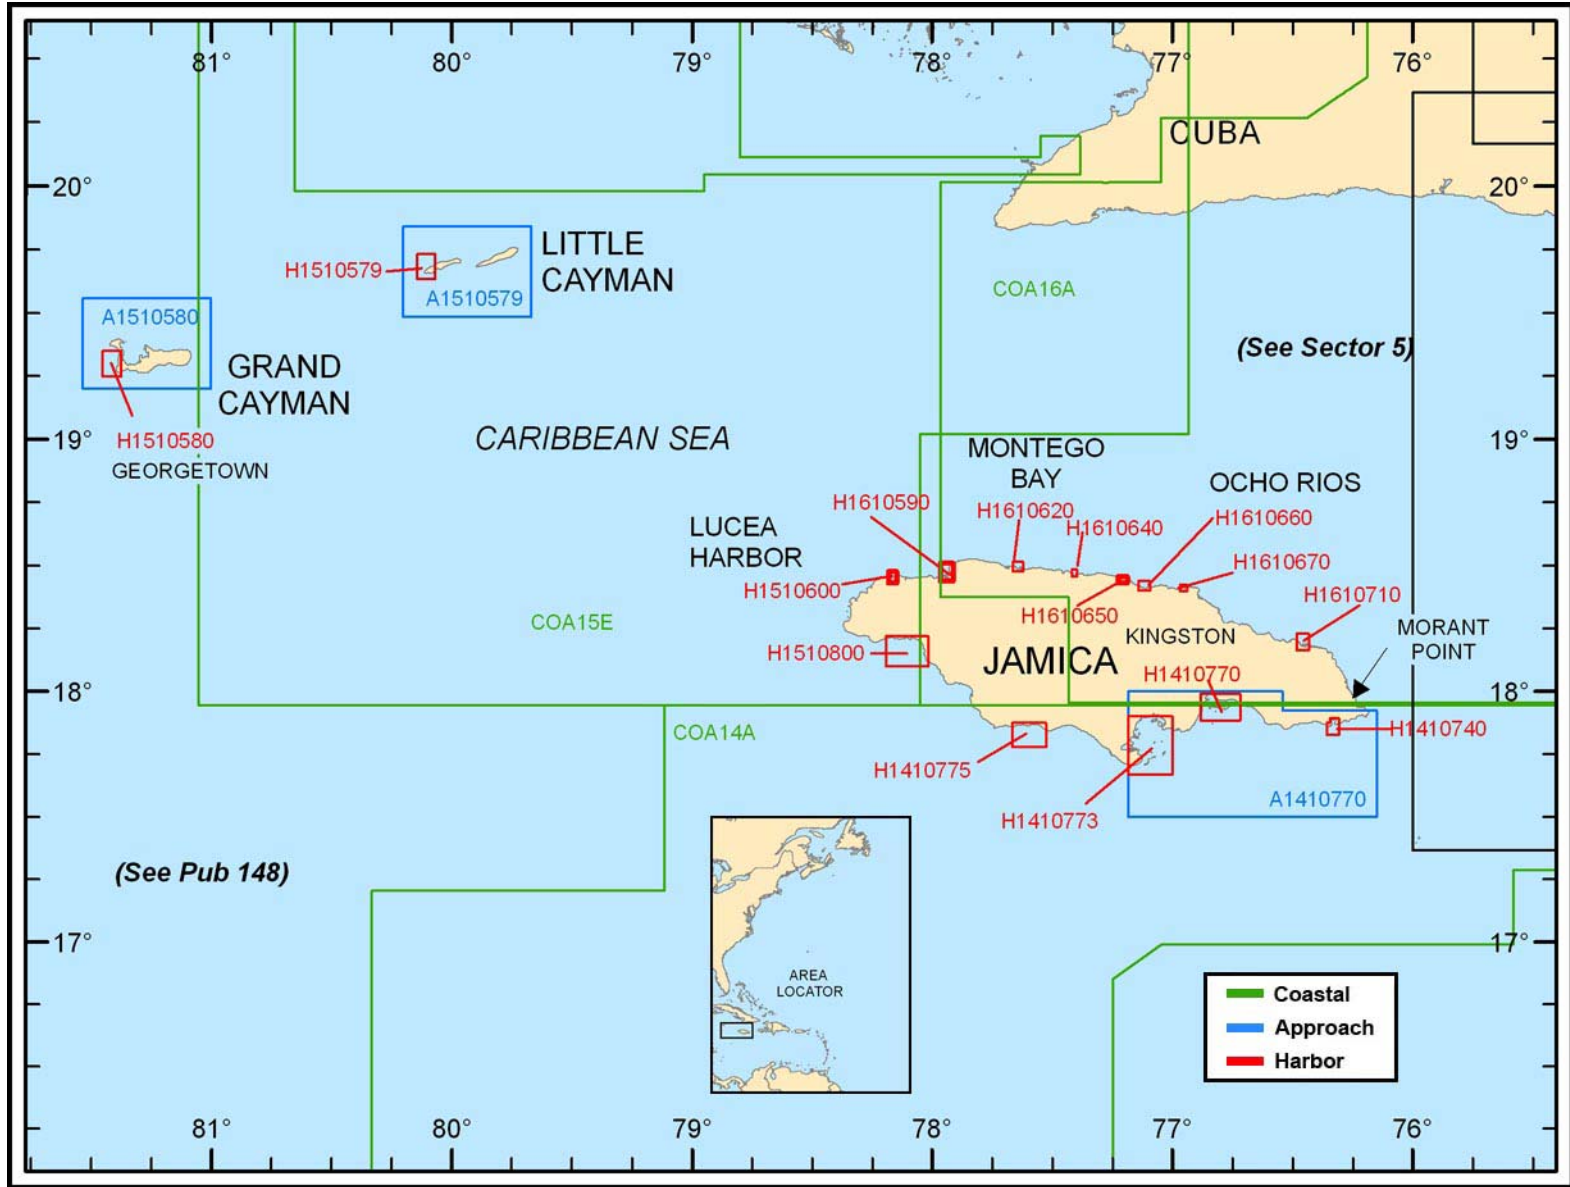 81°
80°
79°
78°
77°
76°
CUBA
20°
20°
LITTLE
CAYMAN
H1510579
A1510579
COA16A
A1510580
(See Sector 5)
GRAND
CAYMAN
H1510580
GEORGETOWN
19°
CARIBBEAN SEA
19°
MONTEGO
BAY
OCHO RIOS
H1610590
H1610620
H1610640
H1610660
LUCEA
HARBOR
H1510600
H1610670
H1610710
H1610650
COA15E
KINGSTON
MORANT
POINT
H1510800
JAMICA
H1410770
18°
18°
COA14A
H1410740
H1410775
A1410770
H1410773
(See Pub 148)
17°
17°
AREA
LOCATOR
Coastal
Approach
Harbor
81°
80°
79°
78°
77°
76°